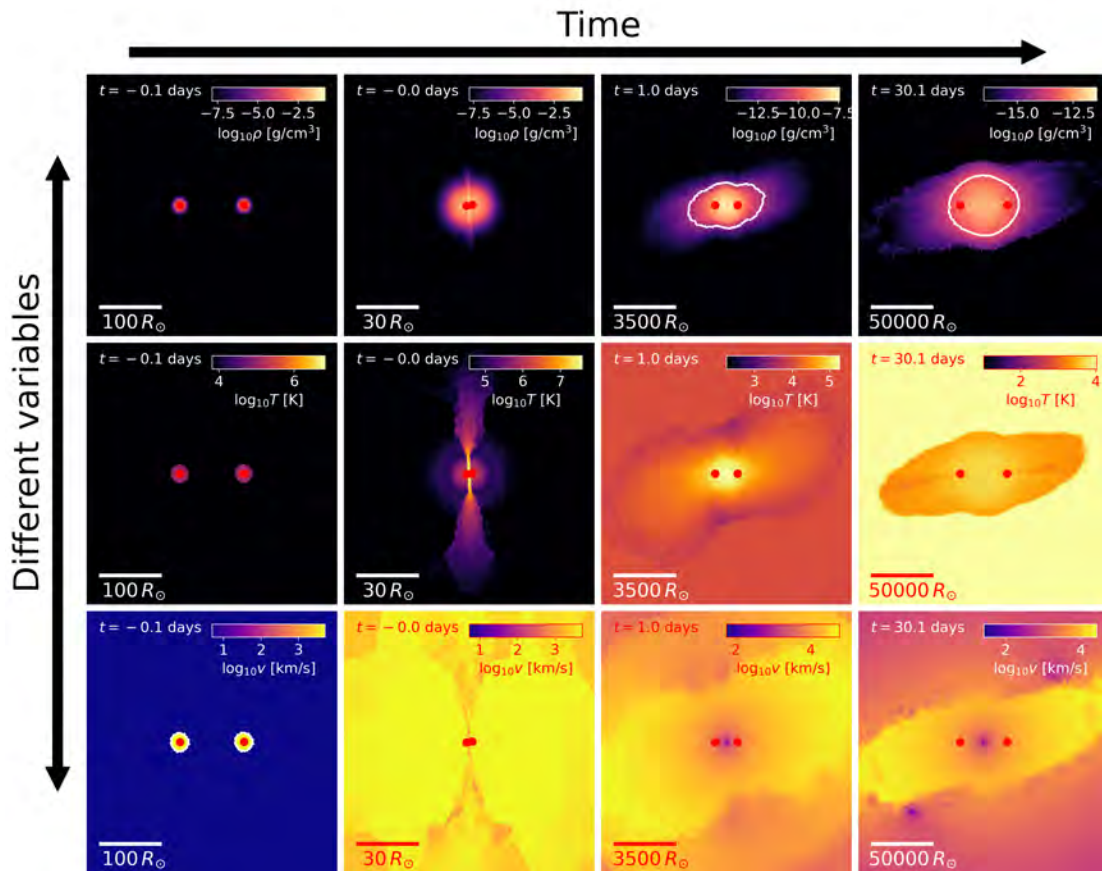 Time
Different variables
t = −0.1 days
−7.5 −5.0 −2.5
log₁₀ρ [g/cm³]
100 R☉
t = −0.0 days
−7.5 −5.0 −2.5
log₁₀ρ [g/cm³]
30 R☉
t = 1.0 days
−12.5 −10.0 −7.5
log₁₀ρ [g/cm³]
3500 R☉
t = 30.1 days
−15.0 −12.5
log₁₀ρ [g/cm³]
50000 R☉
t = −0.1 days
4 6
log₁₀T [K]
100 R☉
t = −0.0 days
5 6 7
log₁₀T [K]
30 R☉
t = 1.0 days
3 4 5
log₁₀T [K]
3500 R☉
t = 30.1 days
2 4
log₁₀T [K]
50000 R☉
t = −0.1 days
1 2 3
log₁₀v [km/s]
100 R☉
t = −0.0 days
1 2 3
log₁₀v [km/s]
30 R☉
t = 1.0 days
2 4
log₁₀v [km/s]
3500 R☉
t = 30.1 days
2 4
log₁₀v [km/s]
50000 R☉